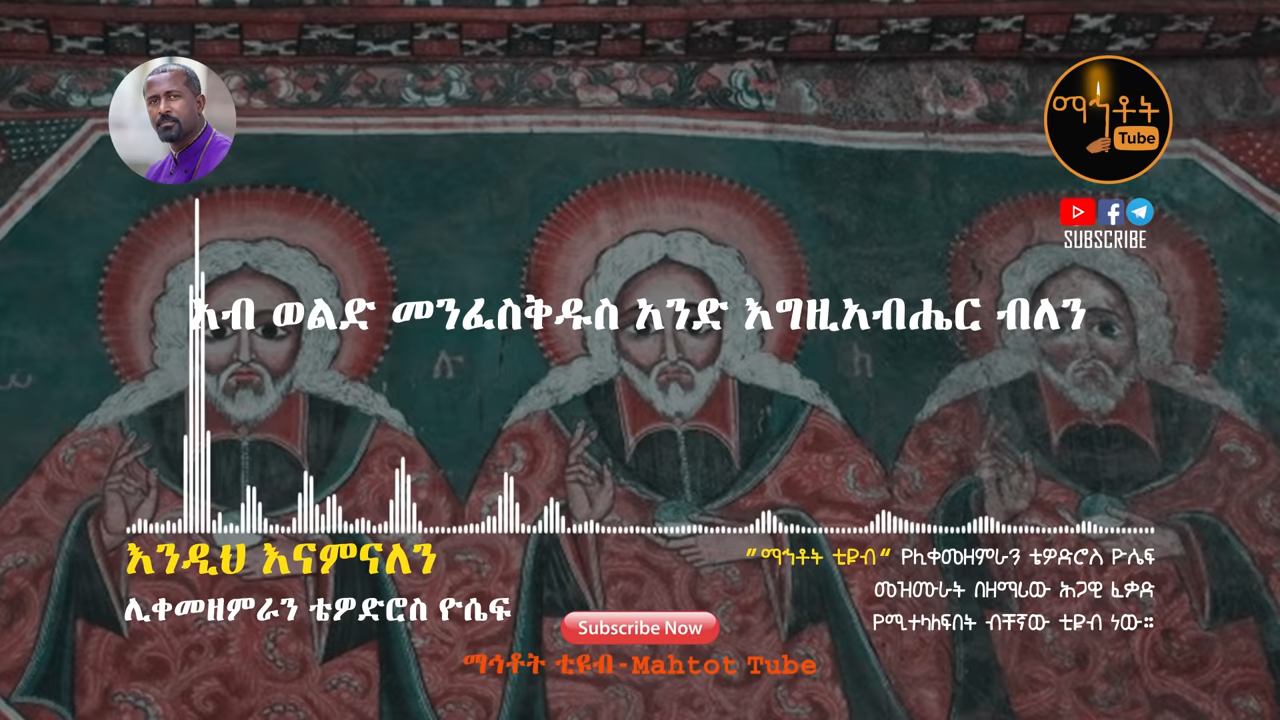 ማኅቶት
Tube
SUBSCRIBE
አብ ወልድ መንፈስቅዱስ አንድ እግዚአብሔር ብለን
እንዲህ እናምናለን
ሊቀመዘምራን ቴዎድሮስ ዮሴፍ
"ማኅቶት ቲዩብ" የሊቀመዘምራን ቴዎድሮስ ዮሴፍ
መዝሙራት በዘማሪው ሕጋዊ ፈቃድ
የሚተላለፍበት ብቸኛው ቲዩብ ነው።
Subscribe Now
ማኅቶት ቲዩብ-Mahtot Tube